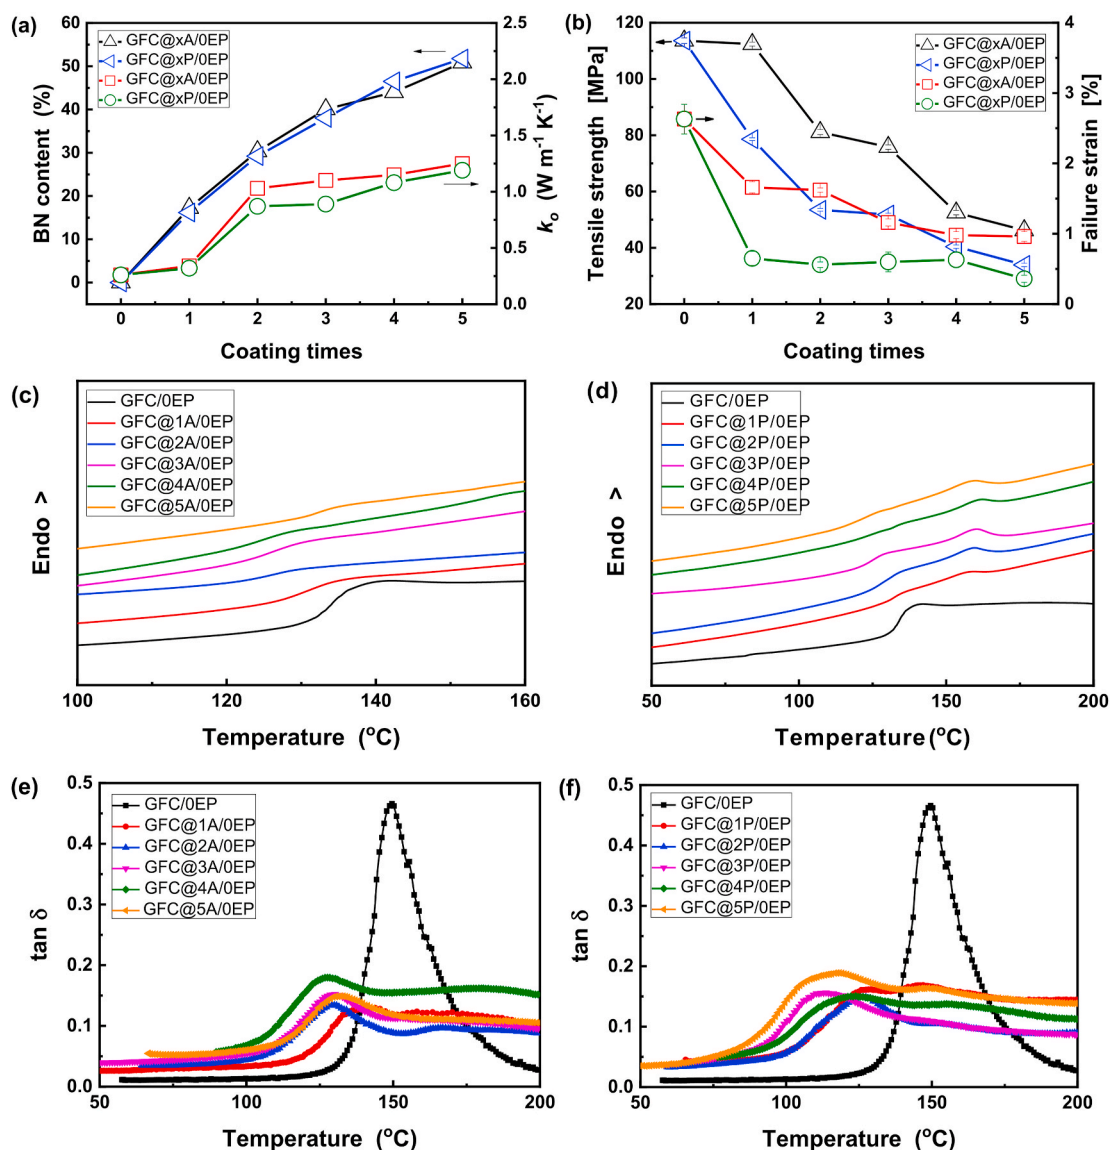 (a)
BN content (%)
60
50
40
30
20
10
0
GFC@xA/0EP
GFC@xP/0EP
GFC@xA/0EP
GFC@xP/0EP
2.5
2.0
1.5
1.0
0.5
0.0
kₒ (W m⁻¹ K⁻¹)
0 1 2 3 4 5
Coating times
(b)
Tensile strength [MPa]
120
100
80
60
40
20
GFC@xA/0EP
GFC@xP/0EP
GFC@xA/0EP
GFC@xP/0EP
4
3
2
1
0
Failure strain [%]
0 1 2 3 4 5
Coating times
(c)
Endo >
GFC/0EP
GFC@1A/0EP
GFC@2A/0EP
GFC@3A/0EP
GFC@4A/0EP
GFC@5A/0EP
100 120 140 160
Temperature (°C)
(d)
Endo >
GFC/0EP
GFC@1P/0EP
GFC@2P/0EP
GFC@3P/0EP
GFC@4P/0EP
GFC@5P/0EP
50 100 150 200
Temperature(°C)
(e)
tan δ
0.5
0.4
0.3
0.2
0.1
0.0
GFC/0EP
GFC@1A/0EP
GFC@2A/0EP
GFC@3A/0EP
GFC@4A/0EP
GFC@5A/0EP
50 100 150 200
Temperature (°C)
(f)
tan δ
0.5
0.4
0.3
0.2
0.1
0.0
GFC/0EP
GFC@1P/0EP
GFC@2P/0EP
GFC@3P/0EP
GFC@4P/0EP
GFC@5P/0EP
50 100 150 200
Temperature (°C)